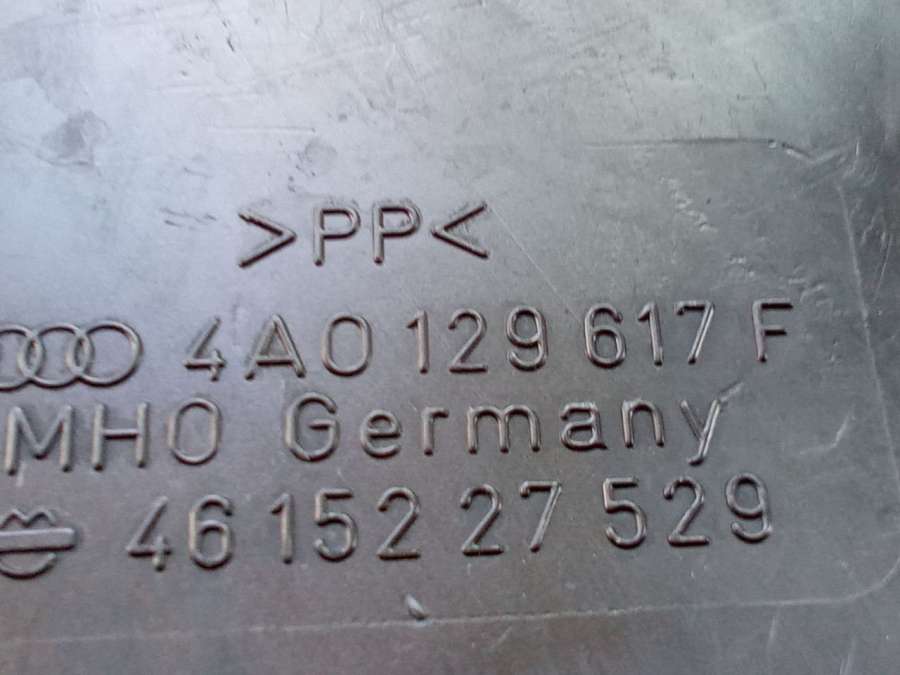 >PP<
4A0 129 617 F
MHO Germany
46 152 27 529